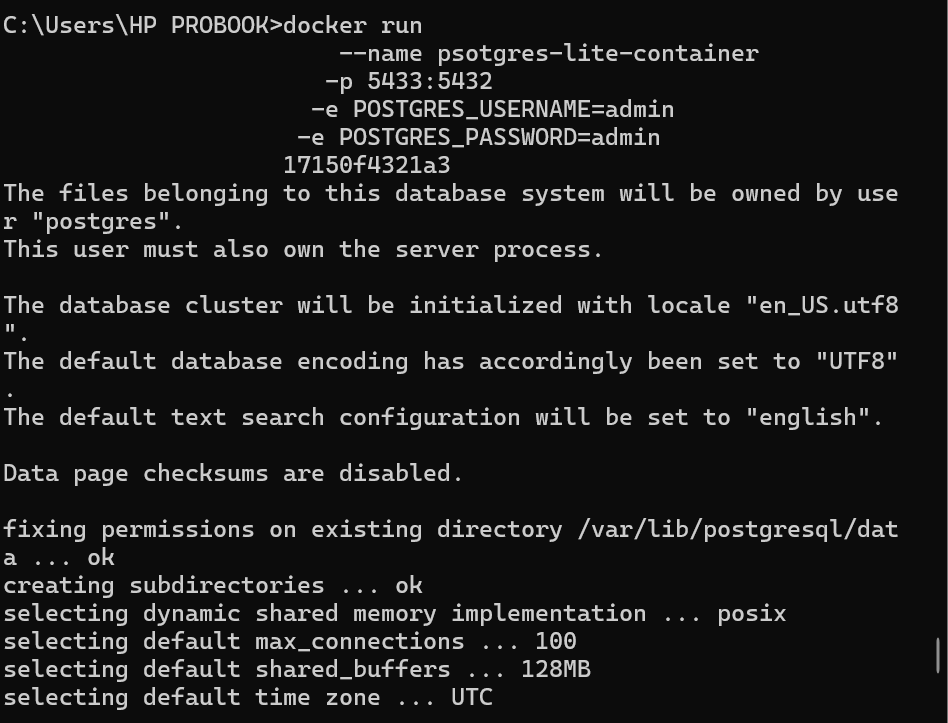 C:\Users\HP PROBOOK>docker run
--name psotgres-lite-container
-p 5433:5432
-e POSTGRES_USERNAME=admin
-e POSTGRES_PASSWORD=admin
17150f4321a3
The files belonging to this database system will be owned by use
r "postgres".
This user must also own the server process.

The database cluster will be initialized with locale "en_US.utf8
".
The default database encoding has accordingly been set to "UTF8"
.
The default text search configuration will be set to "english".

Data page checksums are disabled.

fixing permissions on existing directory /var/lib/postgresql/dat
a ... ok
creating subdirectories ... ok
selecting dynamic shared memory implementation ... posix
selecting default max_connections ... 100
selecting default shared_buffers ... 128MB
selecting default time zone ... UTC